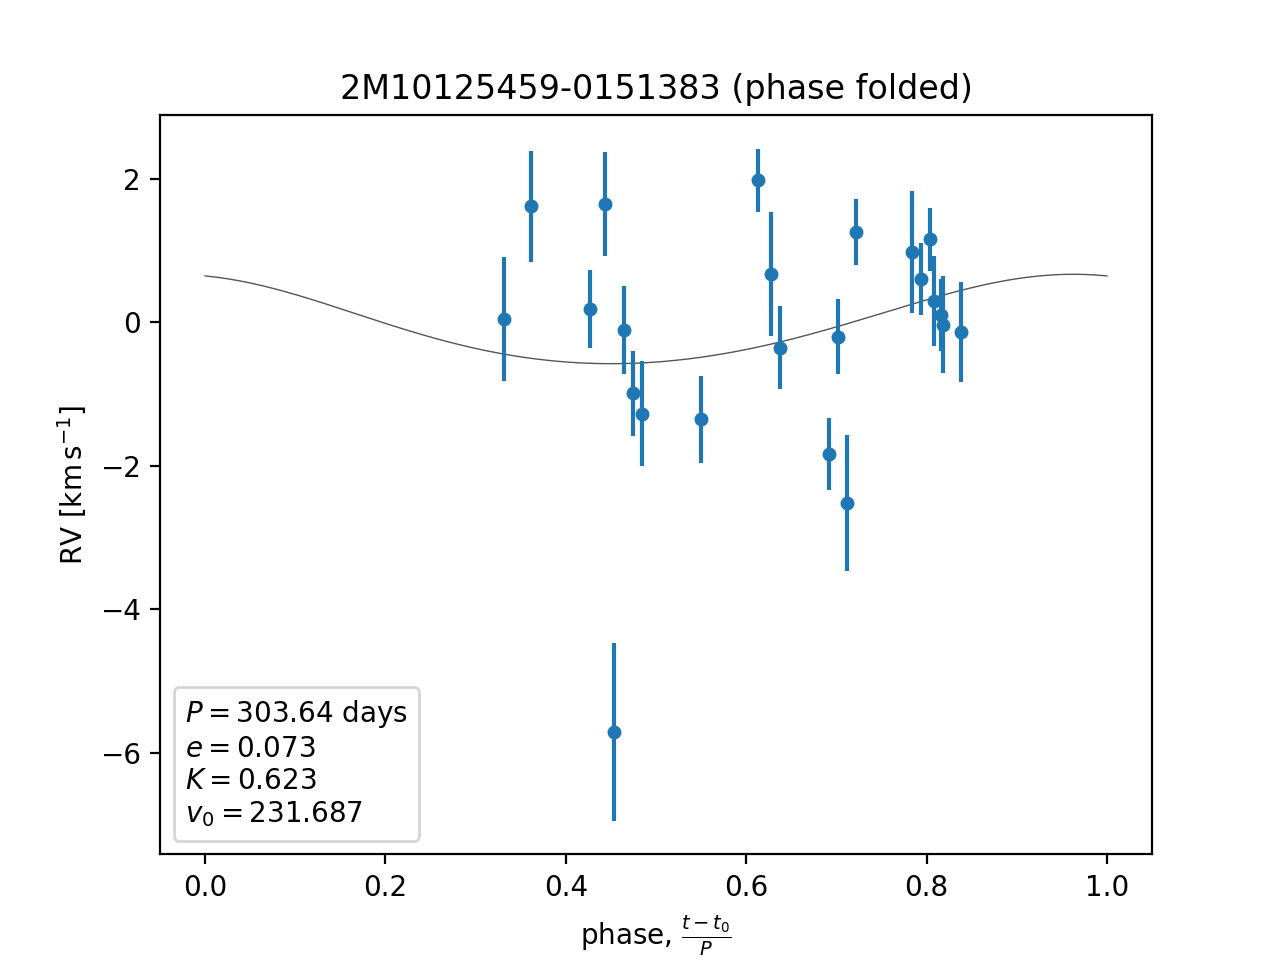 2M10125459-0151383 (phase folded)
RV [km s⁻¹]
2
0
−2
−4
−6
P = 303.64 days
e = 0.073
K = 0.623
v₀ = 231.687
0.0 0.2 0.4 0.6 0.8 1.0
phase, (t − t₀)/P